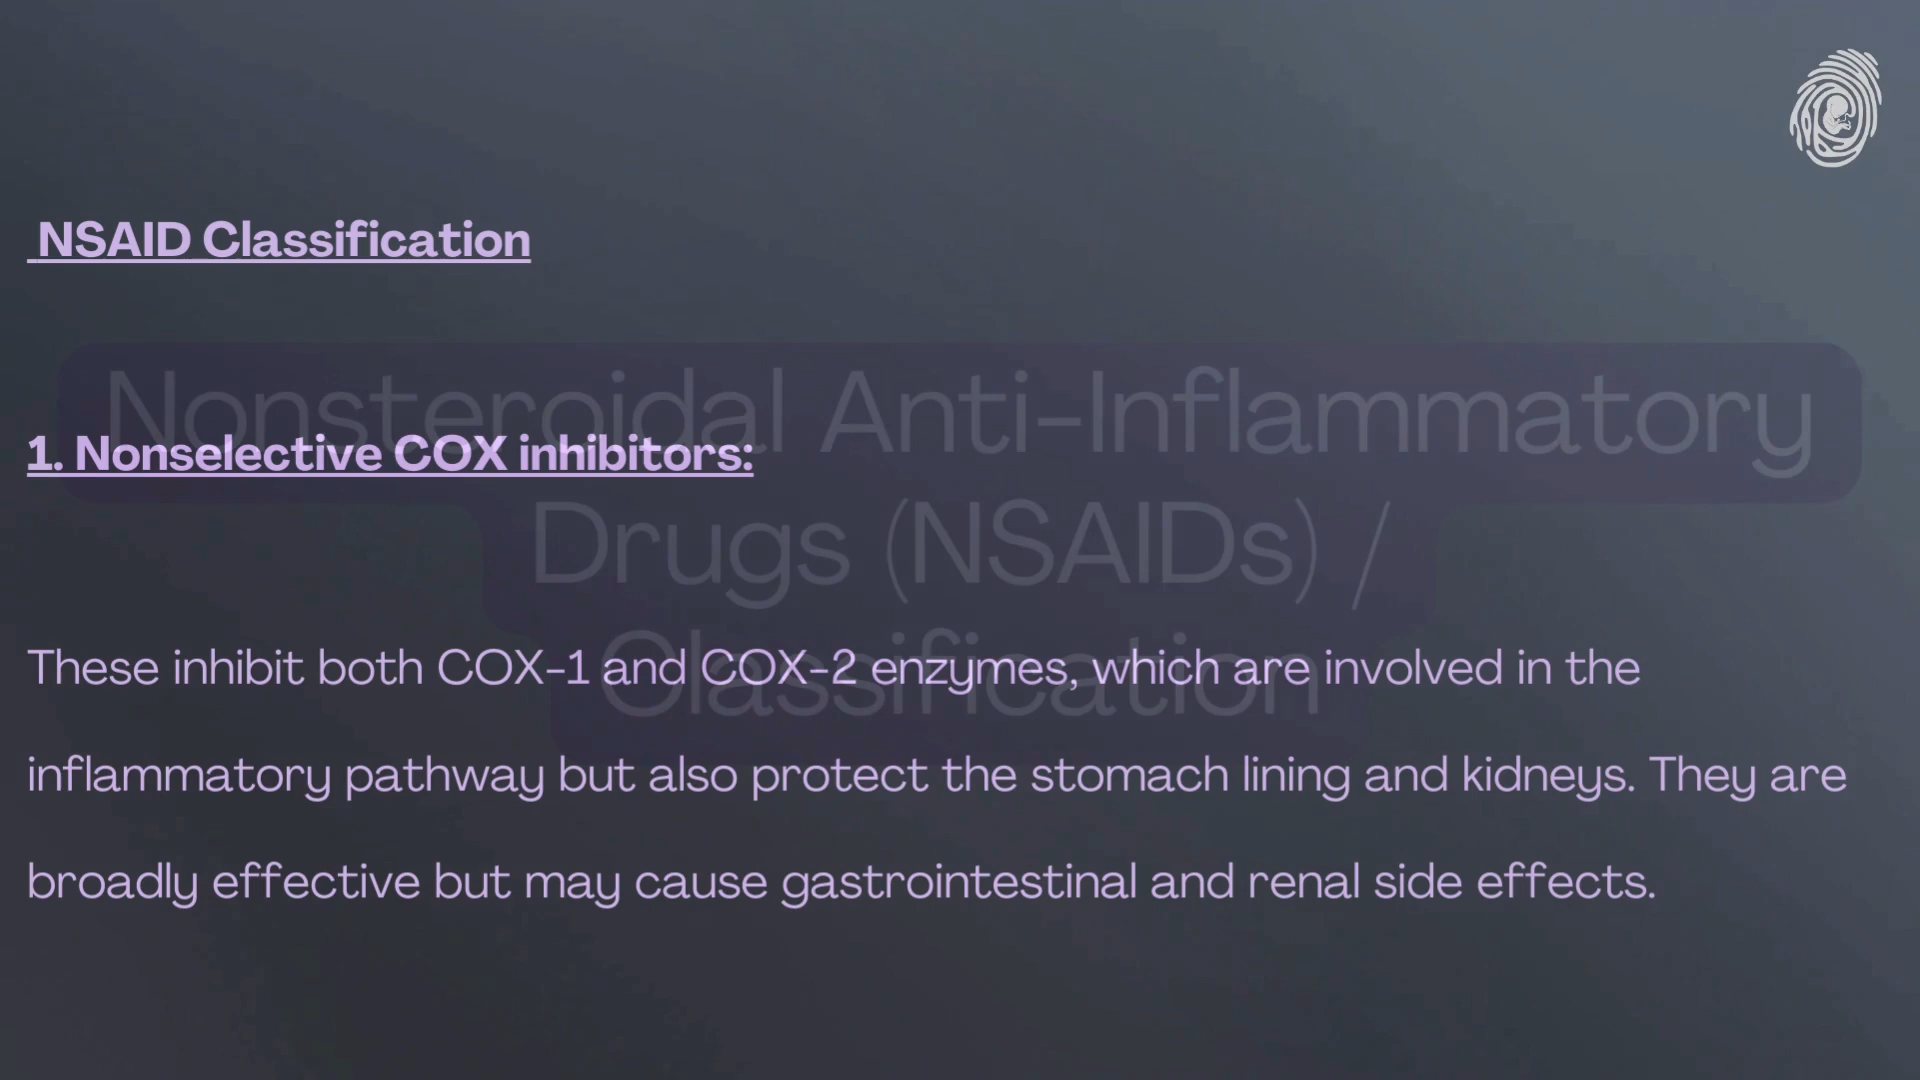 NSAID Classification
Nonsteroidal Anti-Inflammatory
1. Nonselective COX inhibitors:
Drugs (NSAIDs) /
Classification
These inhibit both COX-1 and COX-2 enzymes, which are involved in the
inflammatory pathway but also protect the stomach lining and kidneys. They are
broadly effective but may cause gastrointestinal and renal side effects.